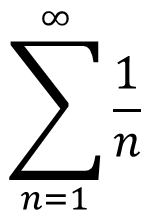 ∑_{n=1}^{∞} 1/n